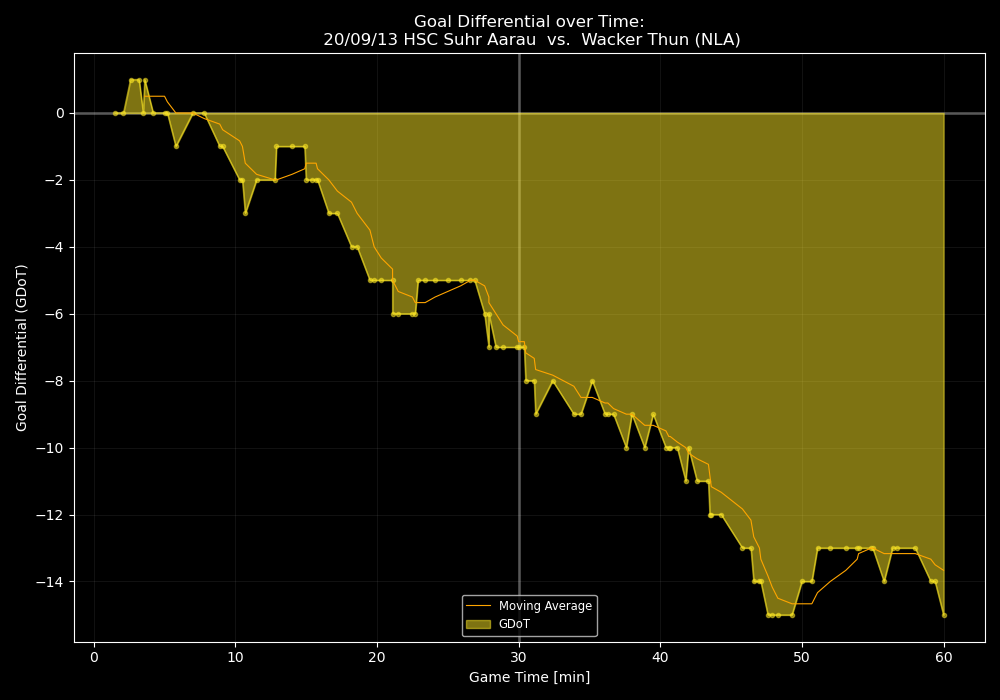 Goal Differential over Time:
20/09/13 HSC Suhr Aarau  vs.  Wacker Thun (NLA)
Goal Differential (GDoT)
0
−2
−4
−6
−8
−10
−12
−14
Moving Average
GDoT
0 10 20 30 40 50 60
Game Time [min]